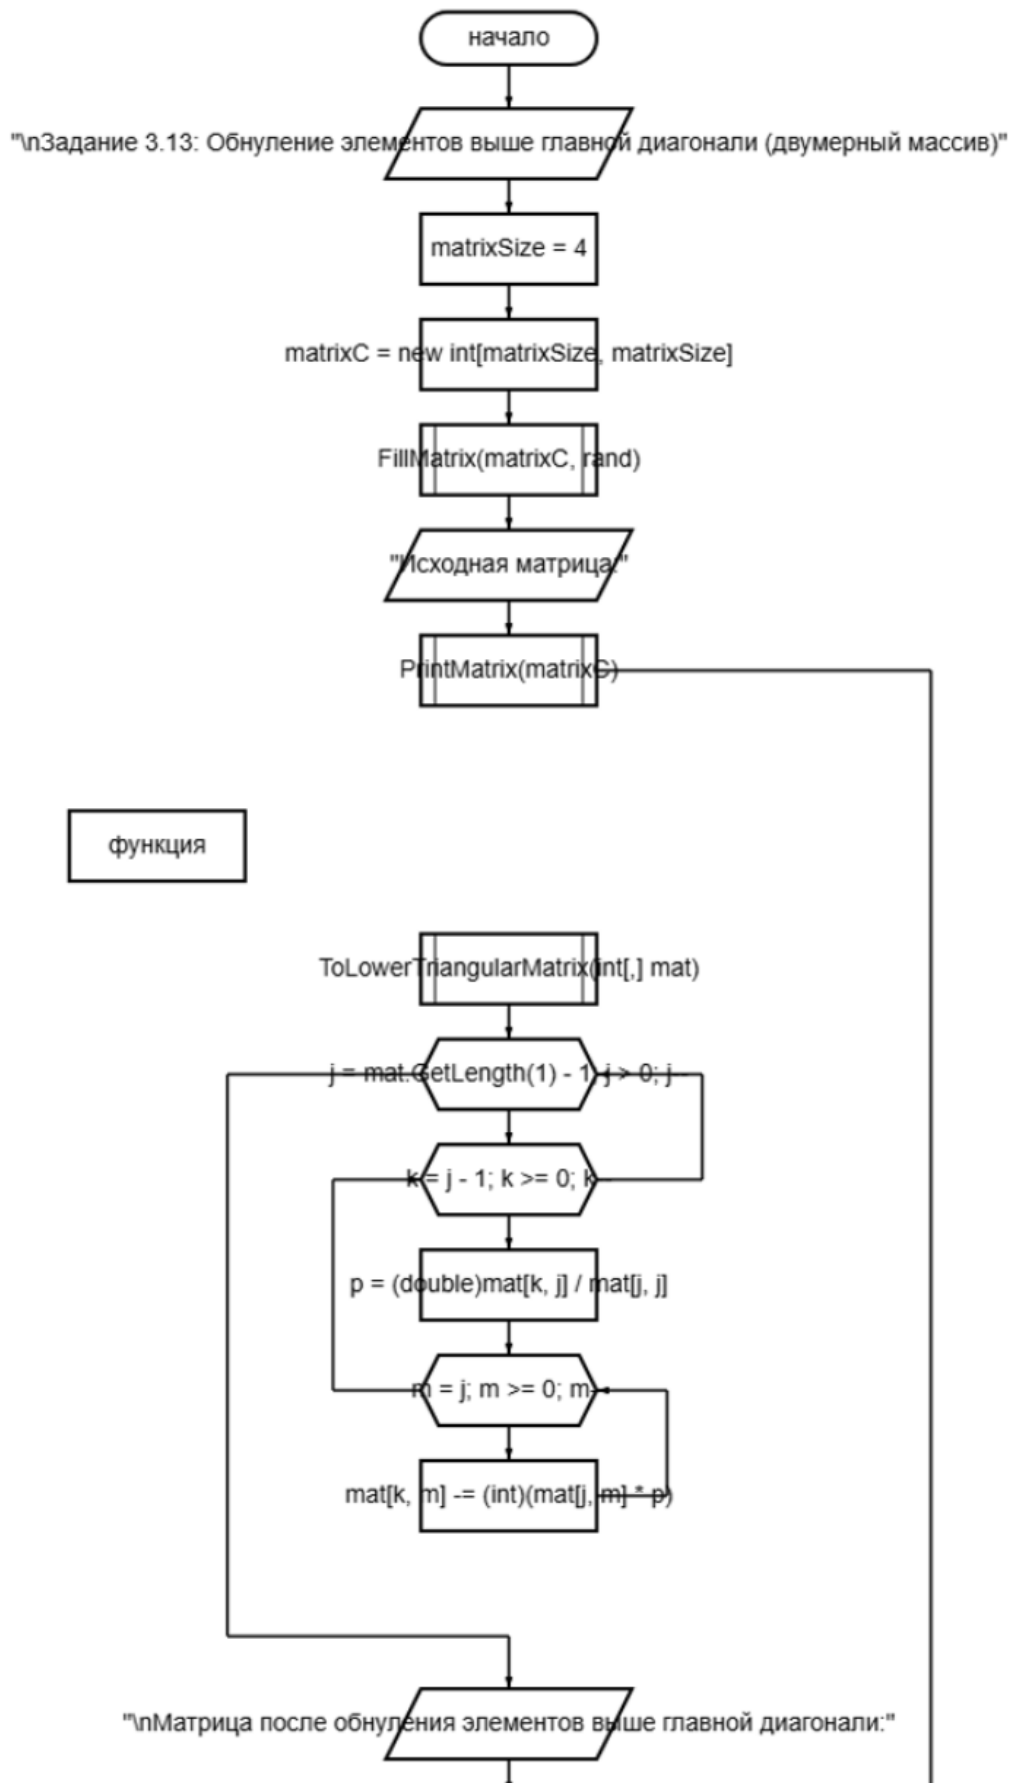 начало
"\nЗадание 3.13: Обнуление элементов выше главной диагонали (двумерный массив)"
matrixSize = 4
matrixC = new int[matrixSize, matrixSize]
FillMatrix(matrixC, rand)
"Исходная матрица:"
PrintMatrix(matrixC)
функция
ToLowerTriangularMatrix(int[,] mat)
j = mat.GetLength(1) - 1; j > 0; j--
k = j - 1; k >= 0; k--
p = (double)mat[k, j] / mat[j, j]
m = j; m >= 0; m--
mat[k, m] -= (int)(mat[j, m] * p)
"\nМатрица после обнуления элементов выше главной диагонали:"